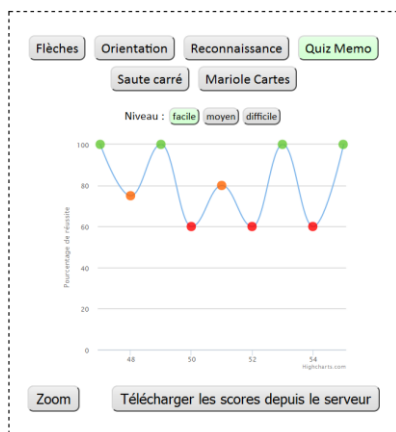 Flèches Orientation Reconnaissance Quiz Memo
Saute carré Mariole Cartes
Niveau : facile moyen difficile
100
80
60
40
20
0
Pourcentage de réussite
48 50 52 54
Highcharts.com
Zoom Télécharger les scores depuis le serveur